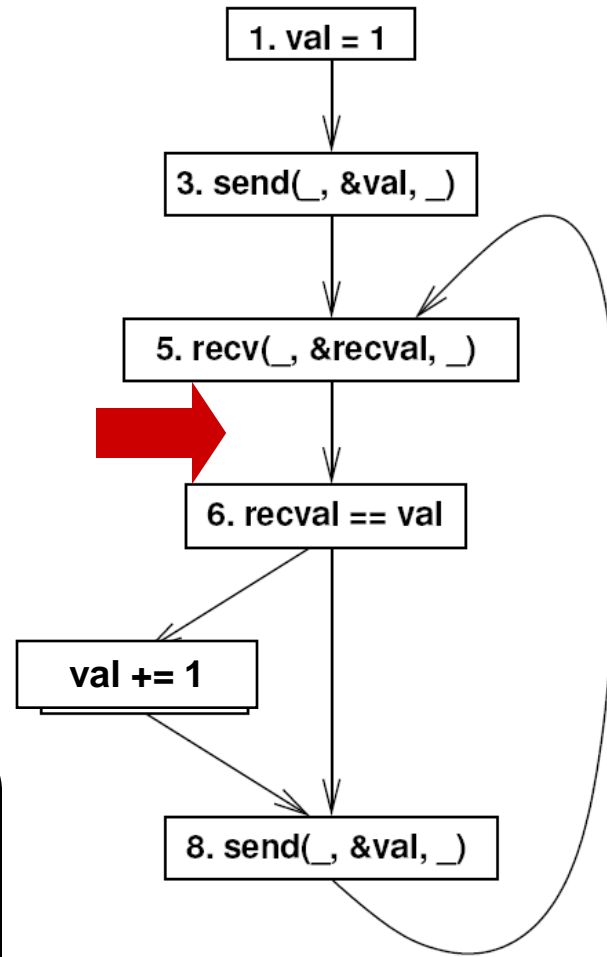 1. val = 1
3. send(_, &val, _)
5. recv(_, &recval, _)
6. recval == val
val += 1
8. send(_, &val, _)